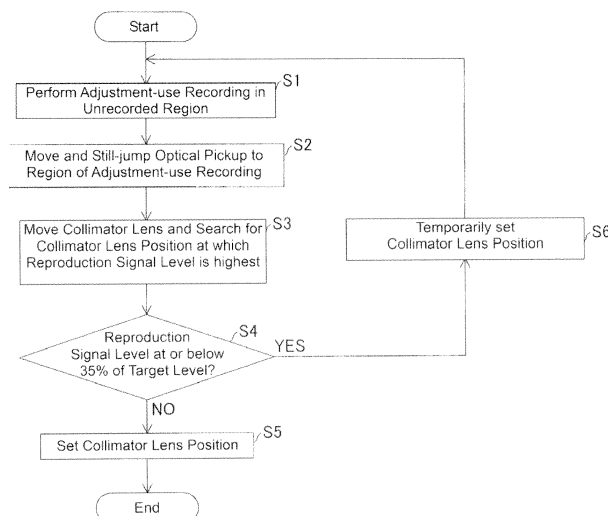 Start
S1
Perform Adjustment-use Recording in
Unrecorded Region
S2
Move and Still-jump Optical Pickup to
Region of Adjustment-use Recording
S3
Move Collimator Lens and Search for
Collimator Lens Position at which
Reproduction Signal Level is highest
Temporarily set
Collimator Lens Position
S6
S4
Reproduction
Signal Level at or below
35% of Target Level?
YES
NO
S5
Set Collimator Lens Position
End